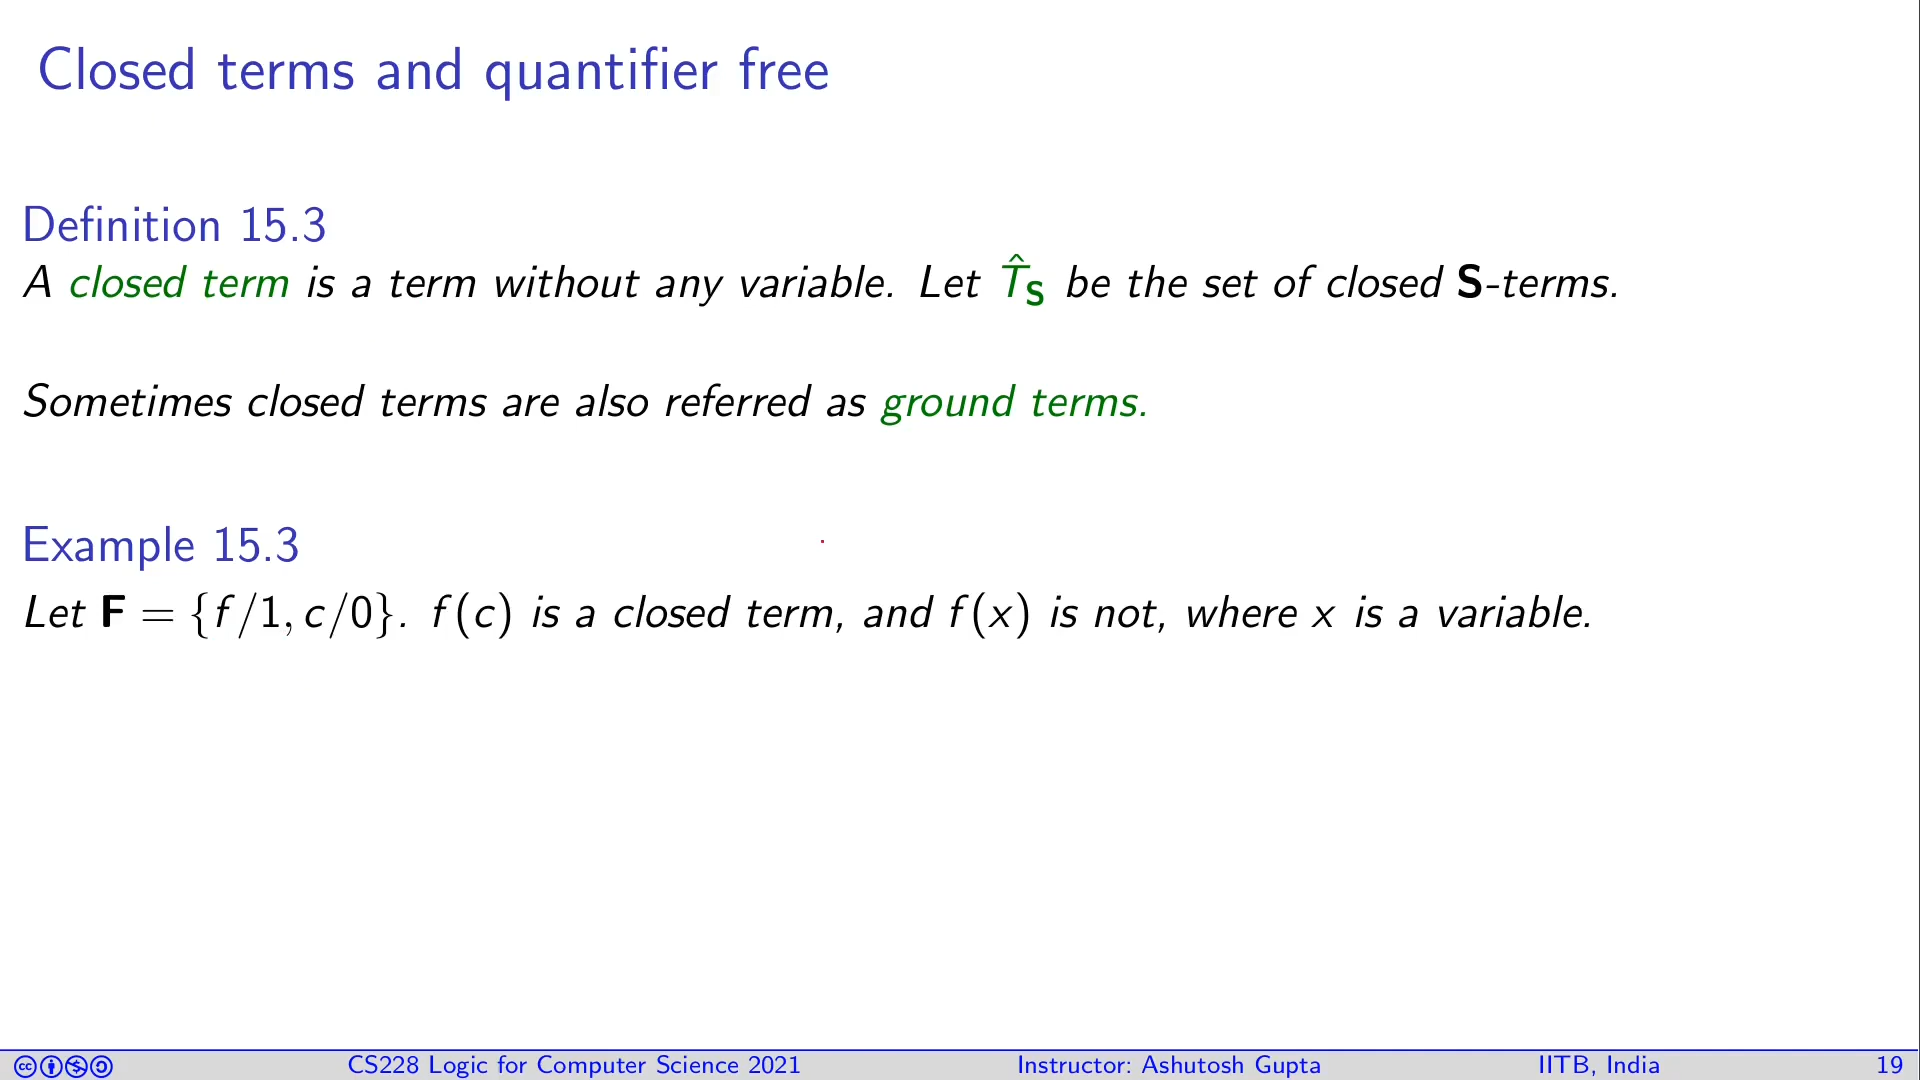 Closed terms and quantifier free
Definition 15.3
A closed term is a term without any variable. Let T̂_S be the set of closed S-terms.
Sometimes closed terms are also referred as ground terms.
Example 15.3
Let F = {f/1, c/0}. f(c) is a closed term, and f(x) is not, where x is a variable.
CS228 Logic for Computer Science 2021 Instructor: Ashutosh Gupta IITB, India 19